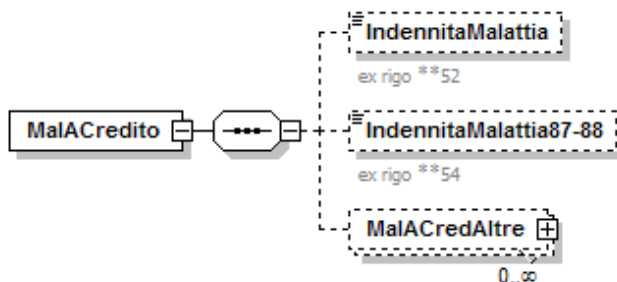 IndennitaMalattia
ex rigo **52
MalACredito
IndennitaMalattia87-88
ex rigo **54
MalACredAltre
0..∞